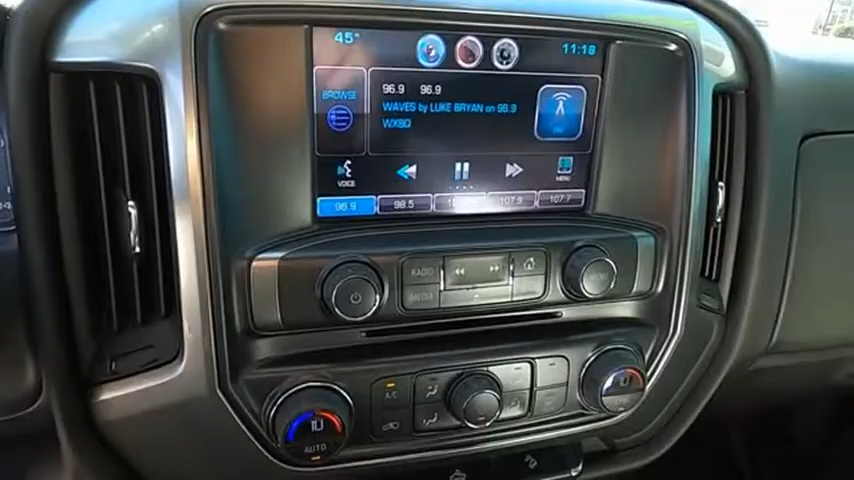 45°
11:18
96.9 96.9
BROWSE
WAVES by LUKE BRYAN on 96.9
WXBQ
FM
VOICE
MENU
96.9
98.5
107.9
107.7
RADIO
MEDIA
MENU
A/C
AUTO